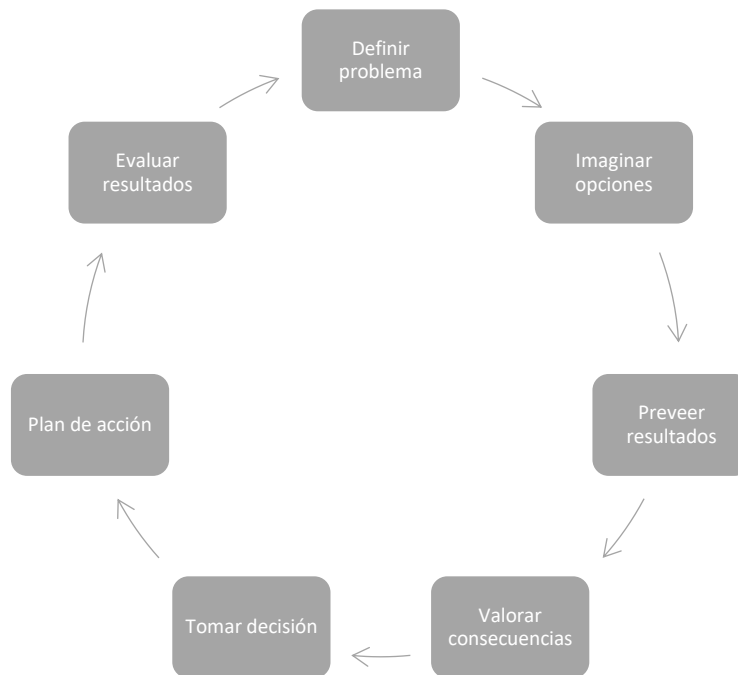 Definir
problema
Imaginar
opciones
Preveer
resultados
Valorar
consecuencias
Tomar decisión
Plan de acción
Evaluar
resultados